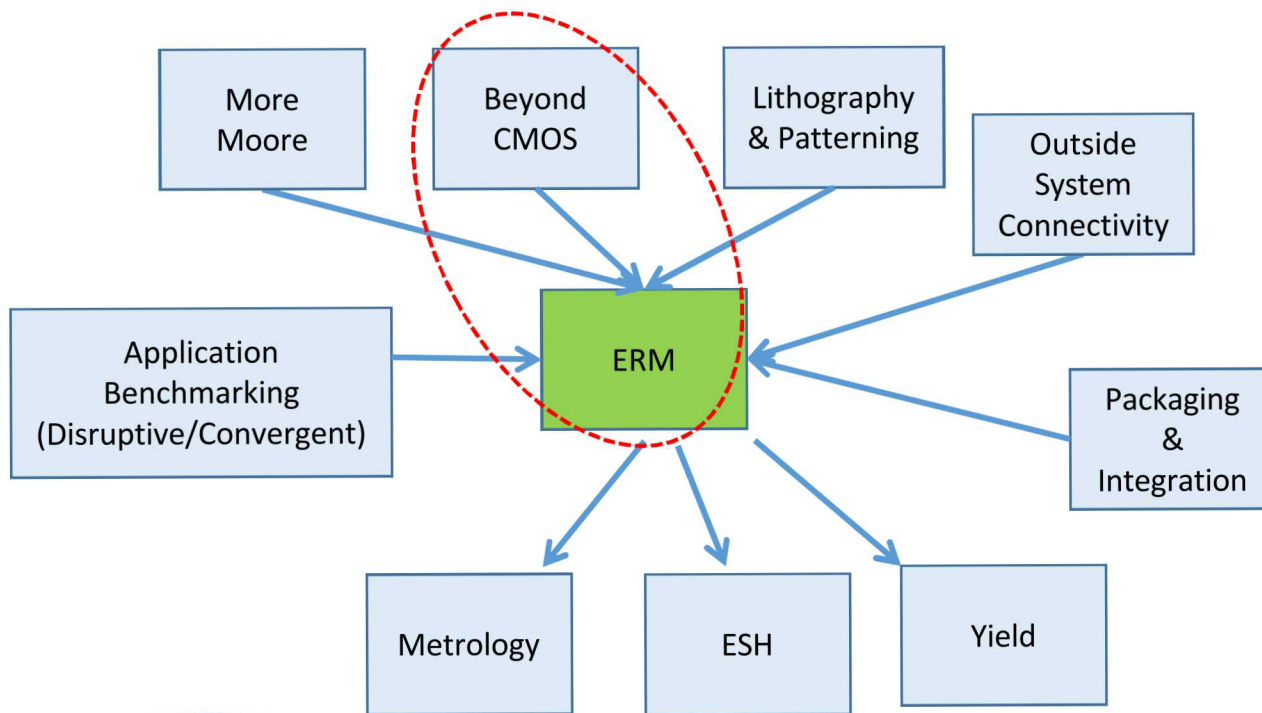 More
Moore
Beyond
CMOS
Lithography
& Patterning
Outside
System
Connectivity
Application
Benchmarking
(Disruptive/Convergent)
ERM
Packaging
&
Integration
Metrology
ESH
Yield